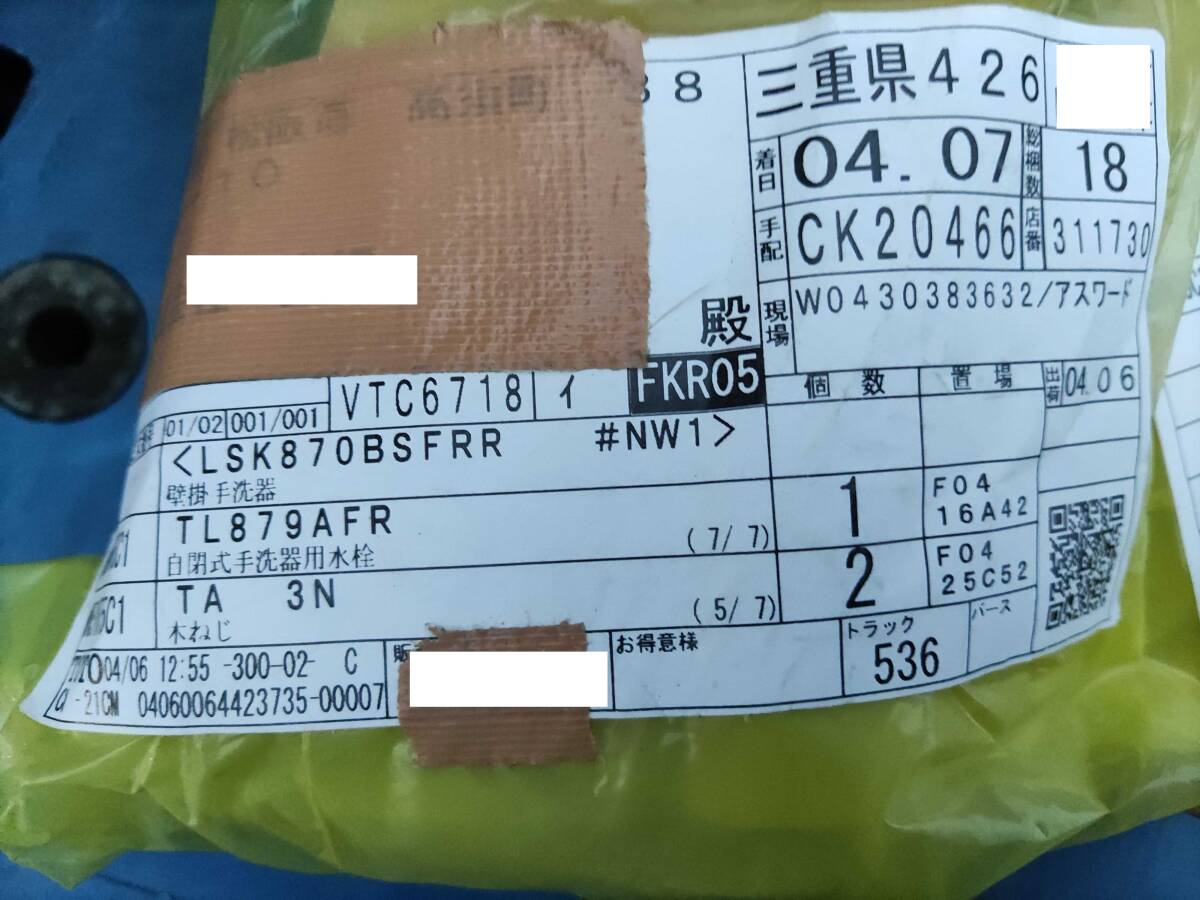 88
三重県426
着日 04.07 総梱数 18
手配 CK20466 店番 311730
殿 現場 W0430383632/アスワード
01/02 001/001 VTC6718 イ FKR05 個数 置場 出荷 04.06
<LSK870BSFRR #NW1>
壁掛手洗器
TL879AFR (7/7) 1 F04 16A42
自閉式手洗器用水栓
TA 3N (5/7) 2 F04 25C52
木ねじ
04/06 12:55 -300-02- C お得意様 トラック 536 バース
-21CM 04060064423735-00007